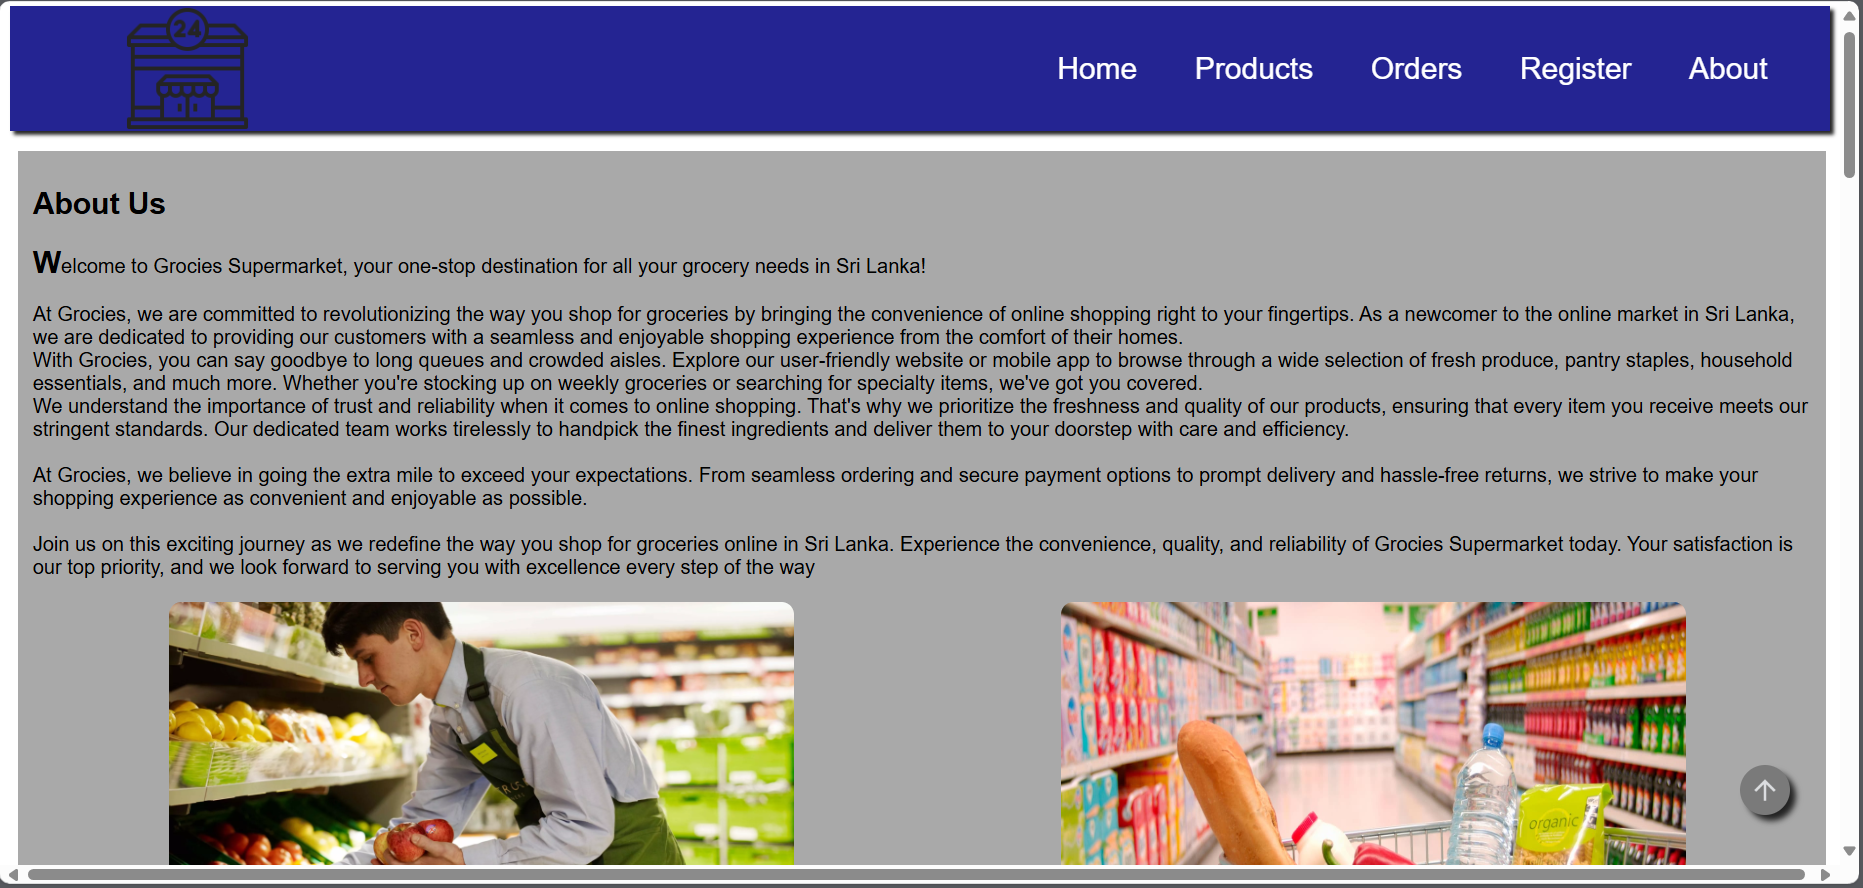 24
Home Products Orders Register About
About Us
Welcome to Grocies Supermarket, your one-stop destination for all your grocery needs in Sri Lanka!
At Grocies, we are committed to revolutionizing the way you shop for groceries by bringing the convenience of online shopping right to your fingertips. As a newcomer to the online market in Sri Lanka,
we are dedicated to providing our customers with a seamless and enjoyable shopping experience from the comfort of their homes.
With Grocies, you can say goodbye to long queues and crowded aisles. Explore our user-friendly website or mobile app to browse through a wide selection of fresh produce, pantry staples, household
essentials, and much more. Whether you're stocking up on weekly groceries or searching for specialty items, we've got you covered.
We understand the importance of trust and reliability when it comes to online shopping. That's why we prioritize the freshness and quality of our products, ensuring that every item you receive meets our
stringent standards. Our dedicated team works tirelessly to handpick the finest ingredients and deliver them to your doorstep with care and efficiency.
At Grocies, we believe in going the extra mile to exceed your expectations. From seamless ordering and secure payment options to prompt delivery and hassle-free returns, we strive to make your
shopping experience as convenient and enjoyable as possible.
Join us on this exciting journey as we redefine the way you shop for groceries online in Sri Lanka. Experience the convenience, quality, and reliability of Grocies Supermarket today. Your satisfaction is
our top priority, and we look forward to serving you with excellence every step of the way
organic